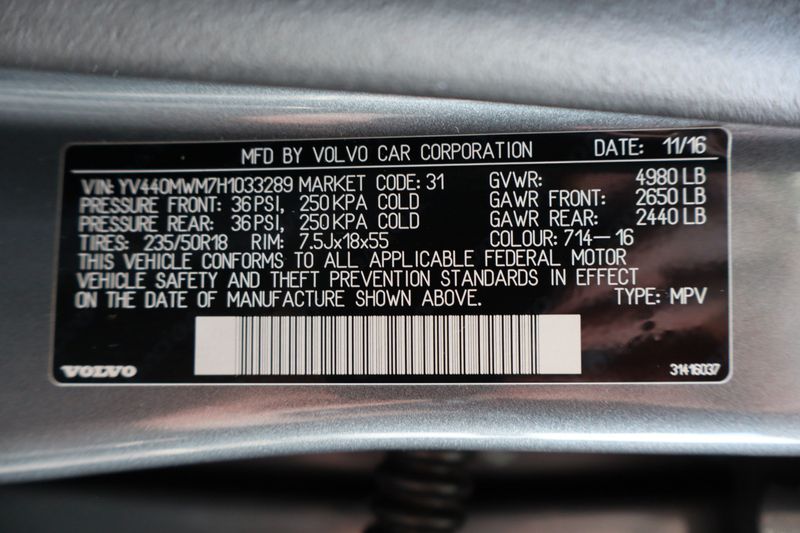 MFD BY VOLVO CAR CORPORATION DATE: 11/16
VIN: YV440MWM7H1033289 MARKET CODE: 31 GVWR: 4980 LB
PRESSURE FRONT: 36 PSI, 250 KPA COLD GAWR FRONT: 2650 LB
PRESSURE REAR: 36 PSI, 250 KPA COLD GAWR REAR: 2440 LB
TIRES: 235/50R18 RIM: 7.5Jx18x55 COLOUR: 714-16
THIS VEHICLE CONFORMS TO ALL APPLICABLE FEDERAL MOTOR
VEHICLE SAFETY AND THEFT PREVENTION STANDARDS IN EFFECT
ON THE DATE OF MANUFACTURE SHOWN ABOVE. TYPE: MPV
VOLVO 31416037